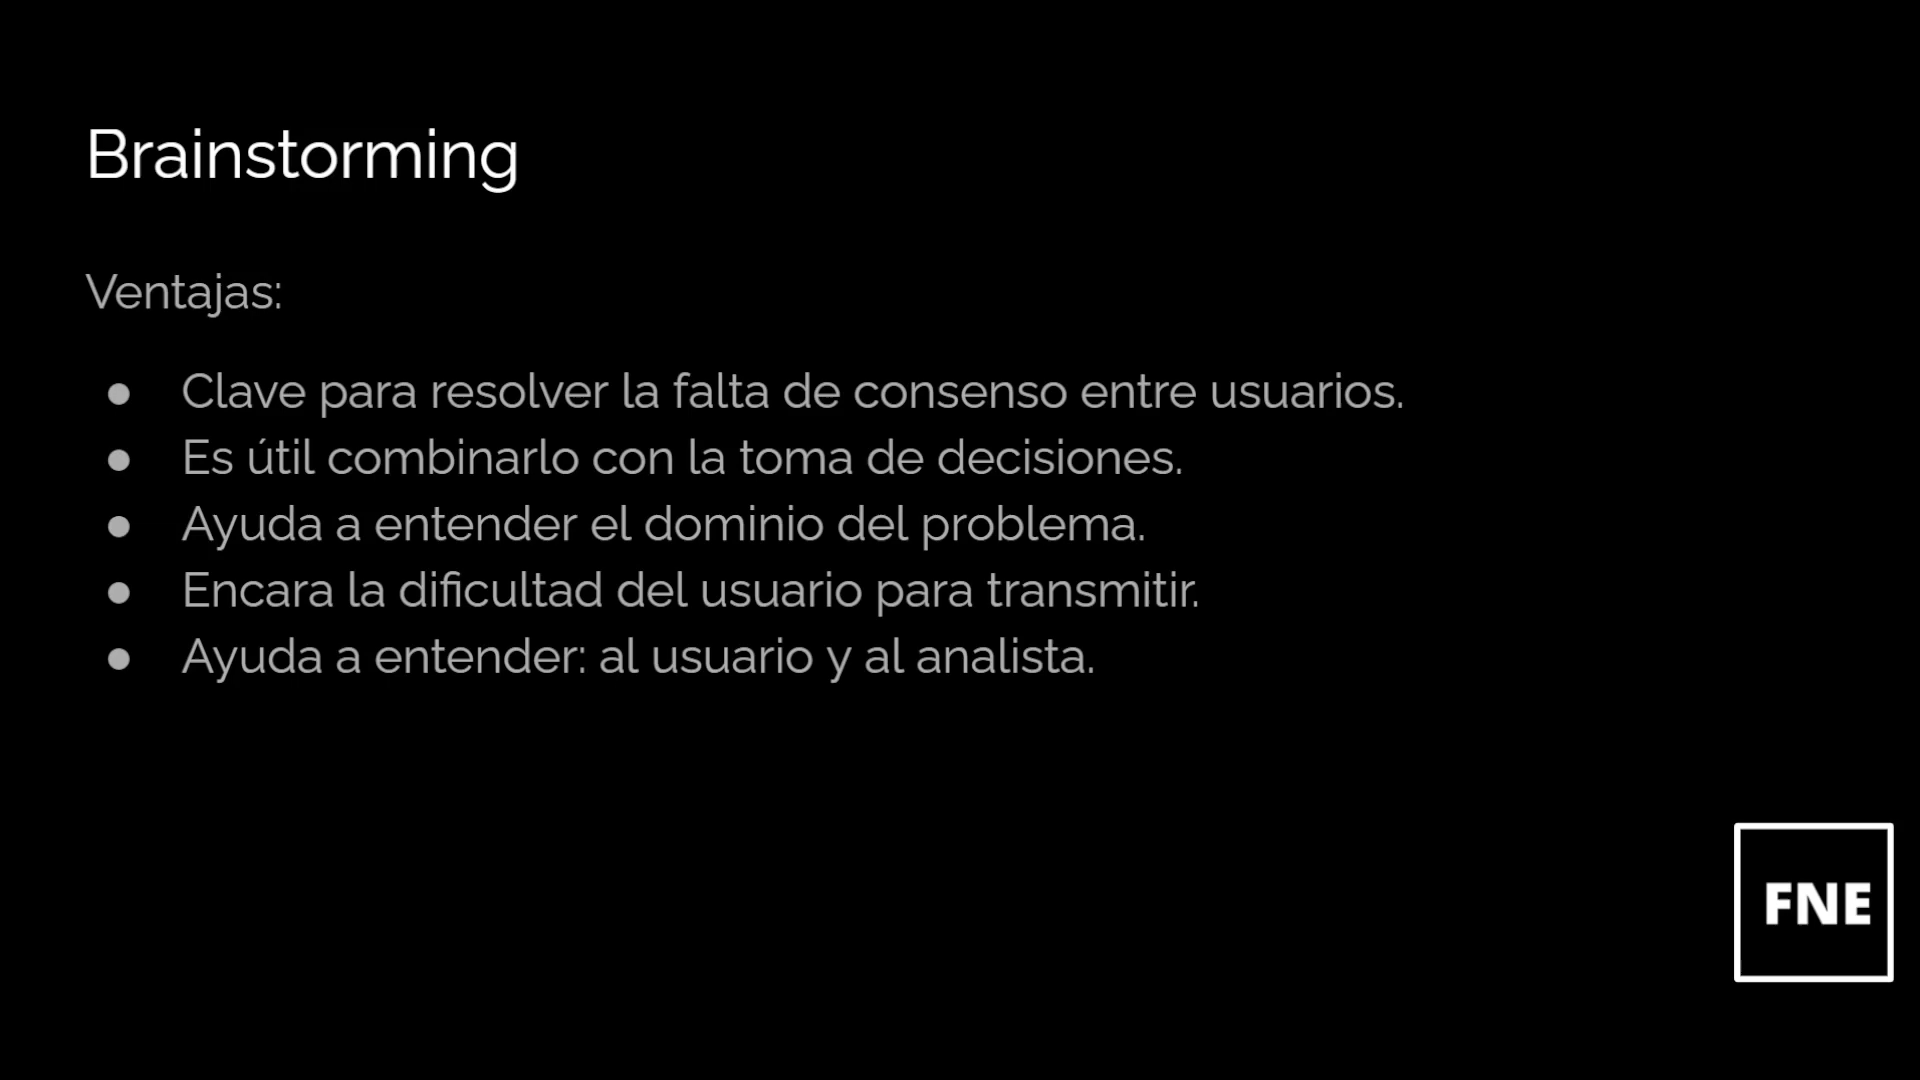 Brainstorming
Ventajas:
● Clave para resolver la falta de consenso entre usuarios.
● Es útil combinarlo con la toma de decisiones.
● Ayuda a entender el dominio del problema.
● Encara la dificultad del usuario para transmitir.
● Ayuda a entender: al usuario y al analista.
FNE